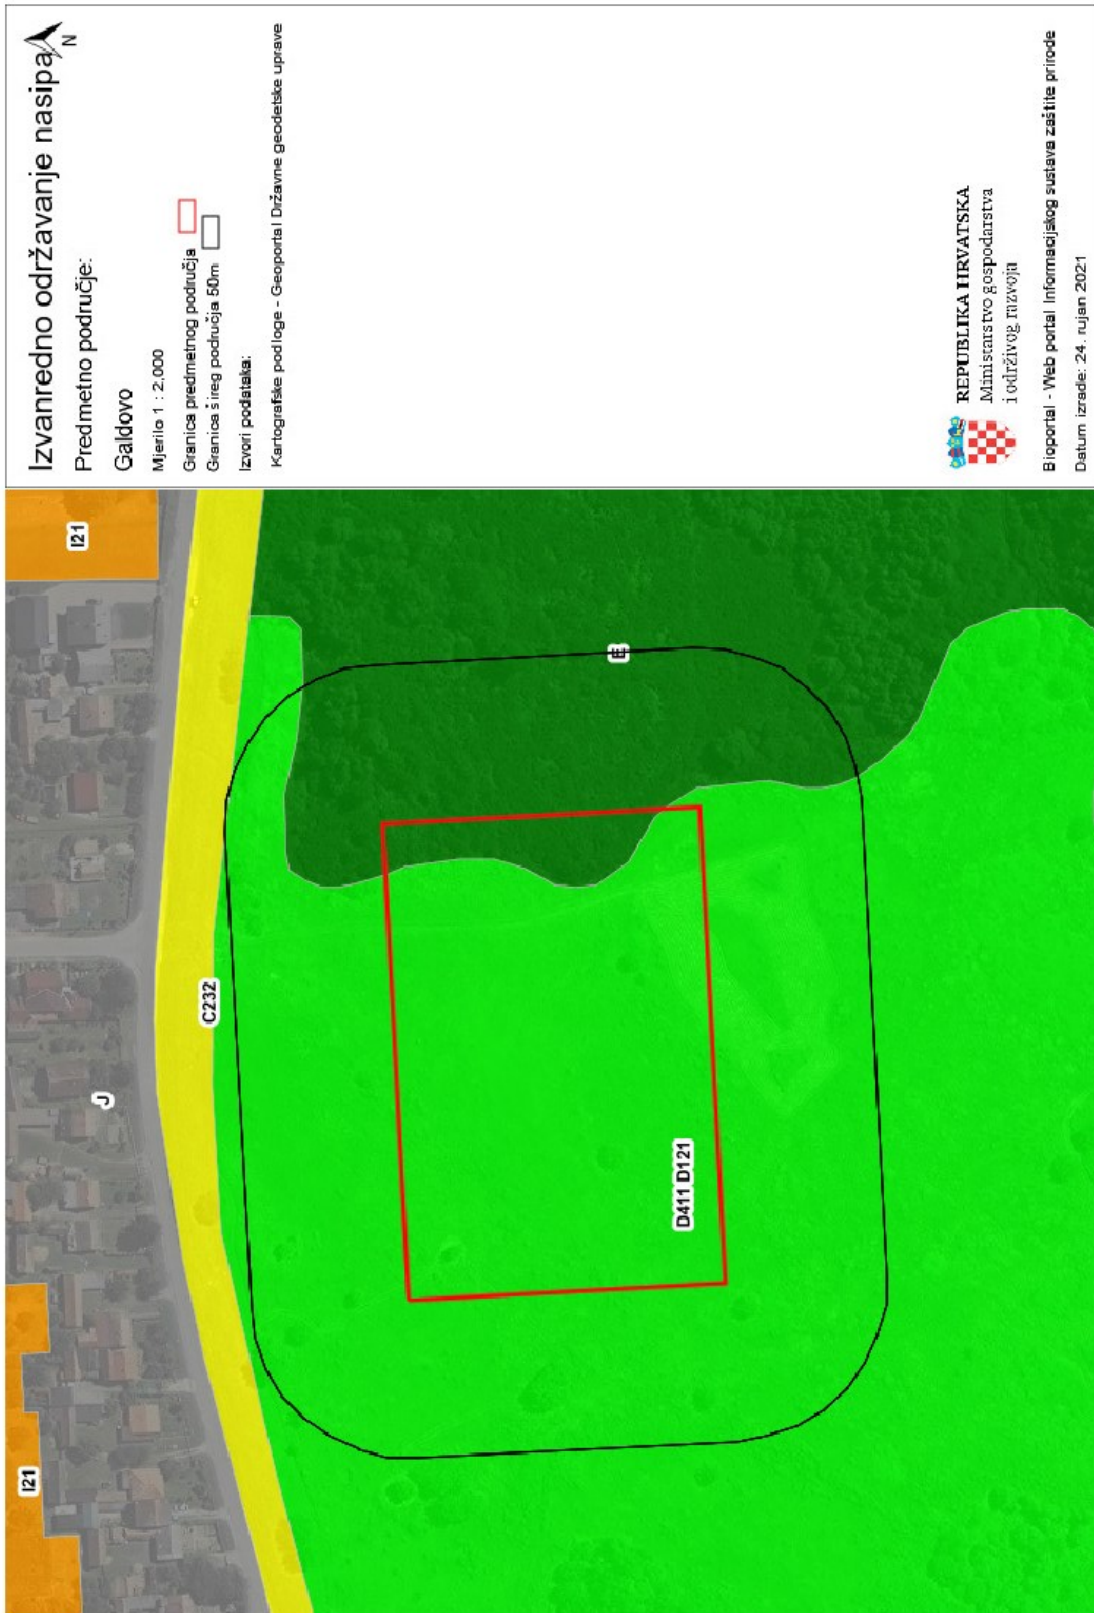 Izvanredno održavanje nasipa
N
Predmetno područje:
Galdovo
Mjerilo 1 : 2.000
Granica predmetnog područja
Granica šireg područja 50m
Izvori podataka:
Kartografske podloge - Geoportal Državne geodetske uprave
REPUBLIKA HRVATSKA
Ministarstvo gospodarstva
i održivog razvoja
Bioportal - Web portal Informacijskog sustava zaštite prirode
Datum izrade: 24. rujan 2021
I21
I21
J
C232
E
D411 D121